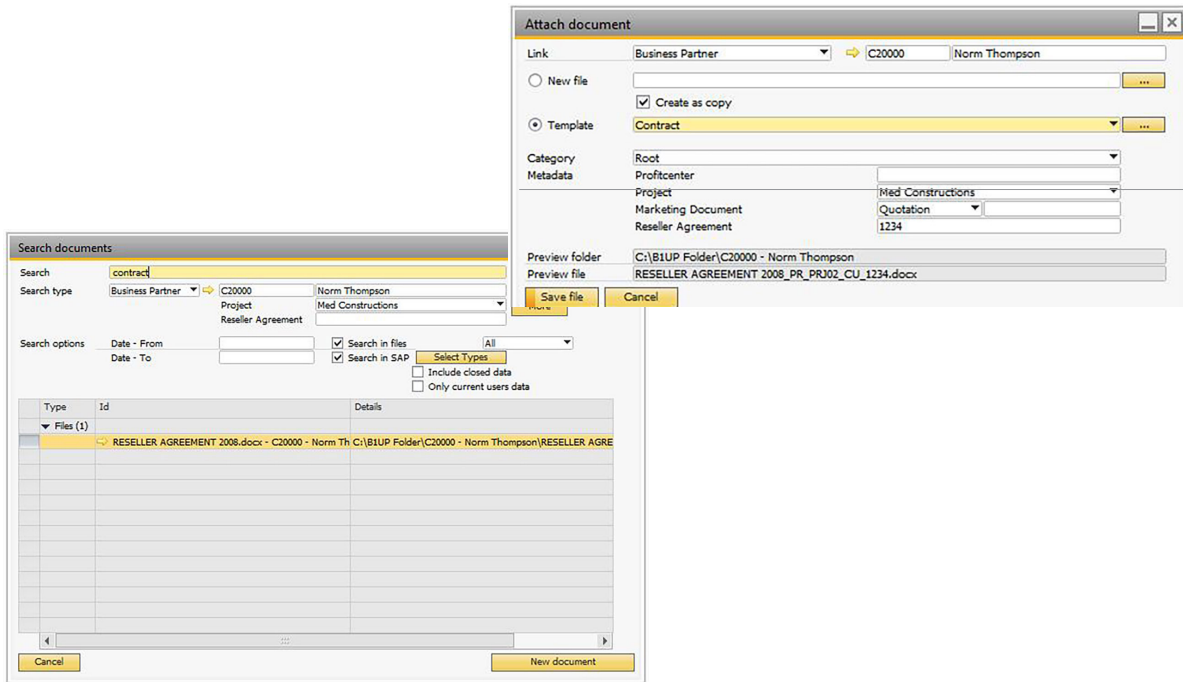 Attach document
Link Business Partner C20000 Norm Thompson
New file ...
Create as copy
Template Contract ...
Category Root
Metadata Profitcenter
Project Med Constructions
Marketing Document Quotation
Reseller Agreement 1234
Preview folder C:\B1UP Folder\C20000 - Norm Thompson
Preview file RESELLER AGREEMENT 2008_PR_PRJ02_CU_1234.docx
Save file Cancel
Search documents
Search contract
Search type Business Partner C20000 Norm Thompson
Project Med Constructions
Reseller Agreement
Search options Date - From Search in files All
Date - To Search in SAP Select Types
Include closed data
Only current users data
Type Id Details
Files (1)
RESELLER AGREEMENT 2008.docx - C20000 - Norm Th C:\B1UP Folder\C20000 - Norm Thompson\RESELLER AGRE
Cancel New document